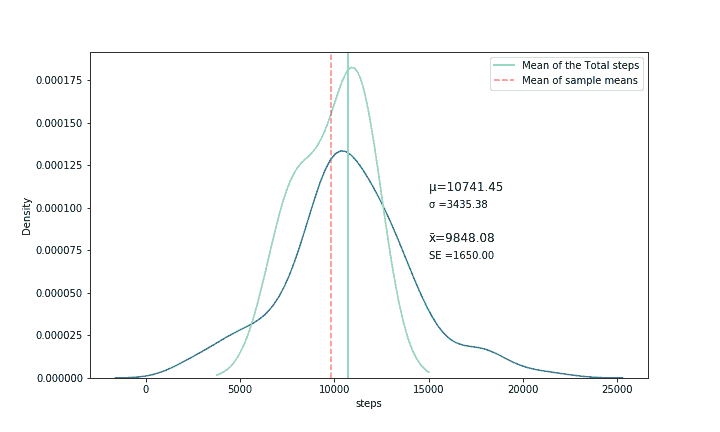 Mean of the Total steps
Mean of sample means
0.000175
0.000150
0.000125
0.000100
0.000075
0.000050
0.000025
0.000000
Density
μ=10741.45
σ =3435.38
x̄=9848.08
SE =1650.00
0
5000
10000
15000
20000
25000
steps